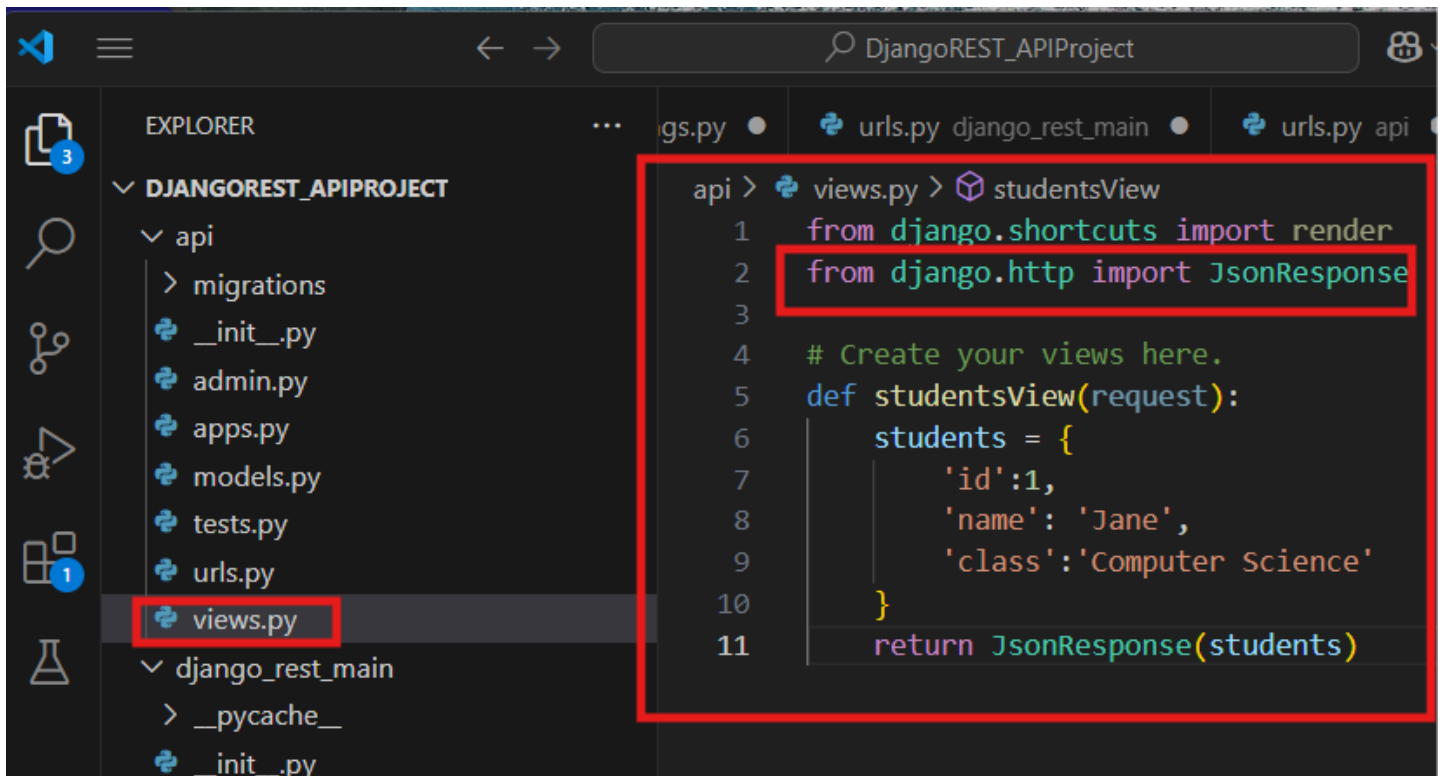 DjangoREST_APIProject
EXPLORER
...
gs.py
urls.py django_rest_main
urls.py api
3
DJANGOREST_APIPROJECT
api
migrations
__init__.py
admin.py
apps.py
models.py
tests.py
urls.py
1
views.py
django_rest_main
__pycache__
__init__.py
api > views.py > studentsView
1 from django.shortcuts import render
2 from django.http import JsonResponse
3
4 # Create your views here.
5 def studentsView(request):
6     students = {
7         'id':1,
8         'name': 'Jane',
9         'class':'Computer Science'
10     }
11     return JsonResponse(students)